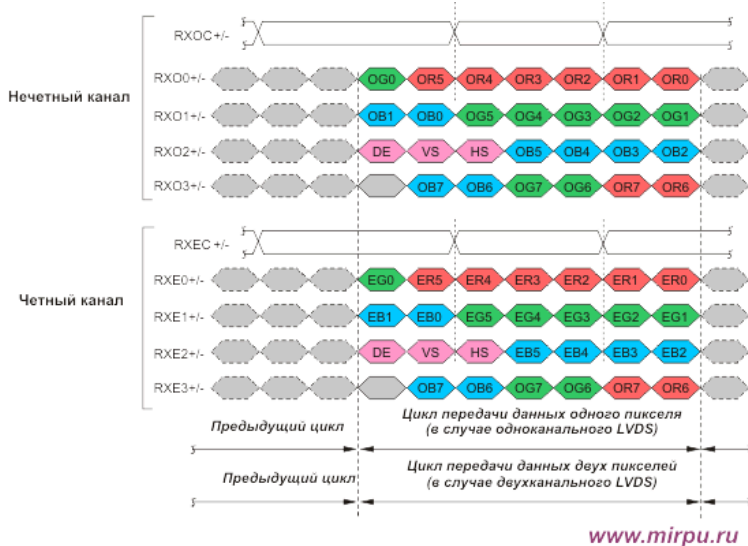 RXOC+/-
Нечетный канал
RXO0+/- OG0 OR5 OR4 OR3 OR2 OR1 OR0
RXO1+/- OB1 OB0 OG5 OG4 OG3 OG2 OG1
RXO2+/- DE VS HS OB5 OB4 OB3 OB2
RXO3+/- OB7 OB6 OG7 OG6 OR7 OR6
RXEC+/-
Четный канал
RXE0+/- EG0 ER5 ER4 ER3 ER2 ER1 ER0
RXE1+/- EB1 EB0 EG5 EG4 EG3 EG2 EG1
RXE2+/- DE VS HS EB5 EB4 EB3 EB2
RXE3+/- OB7 OB6 OG7 OG6 OR7 OR6
Предыдущий цикл
Цикл передачи данных одного пикселя
(в случае одноканального LVDS)
Предыдущий цикл
Цикл передачи данных двух пикселей
(в случае двухканального LVDS)
www.mirpu.ru